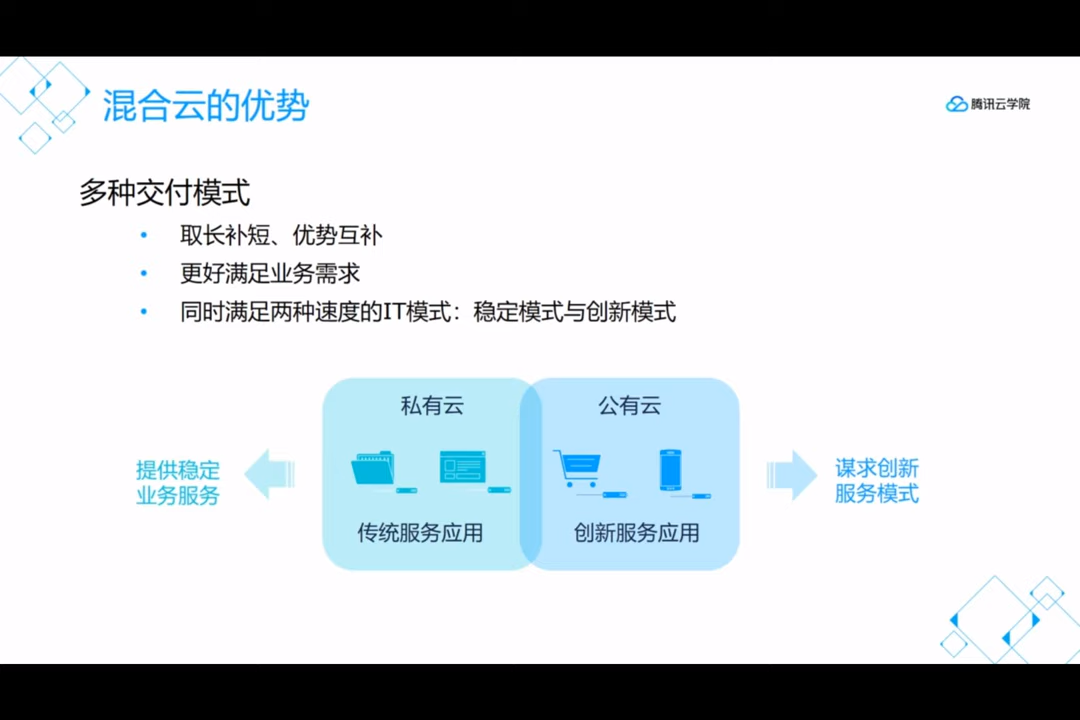 混合云的优势
腾讯云学院
多种交付模式
• 取长补短、优势互补
• 更好满足业务需求
• 同时满足两种速度的IT模式：稳定模式与创新模式
私有云
公有云
提供稳定
业务服务
谋求创新
服务模式
传统服务应用
创新服务应用